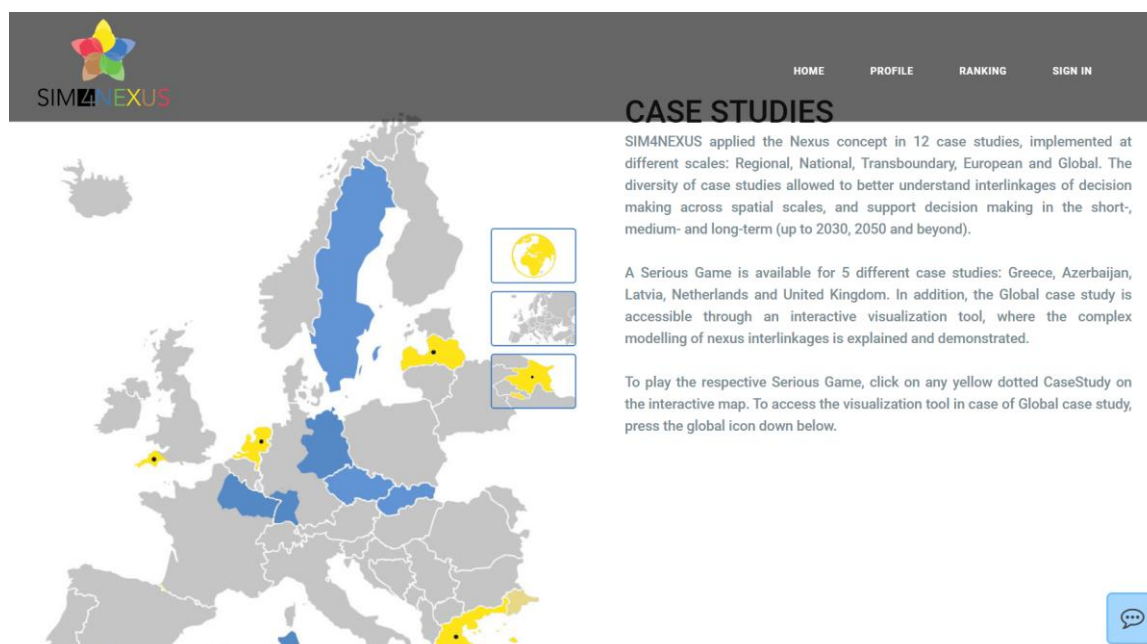 SIM4NEXUS
HOME PROFILE RANKING SIGN IN
CASE STUDIES
SIM4NEXUS applied the Nexus concept in 12 case studies, implemented at
different scales: Regional, National, Transboundary, European and Global. The
diversity of case studies allowed to better understand interlinkages of decision
making across spatial scales, and support decision making in the short-,
medium- and long-term (up to 2030, 2050 and beyond).
A Serious Game is available for 5 different case studies: Greece, Azerbaijan,
Latvia, Netherlands and United Kingdom. In addition, the Global case study is
accessible through an interactive visualization tool, where the complex
modelling of nexus interlinkages is explained and demonstrated.
To play the respective Serious Game, click on any yellow dotted CaseStudy on
the interactive map. To access the visualization tool in case of Global case study,
press the global icon down below.